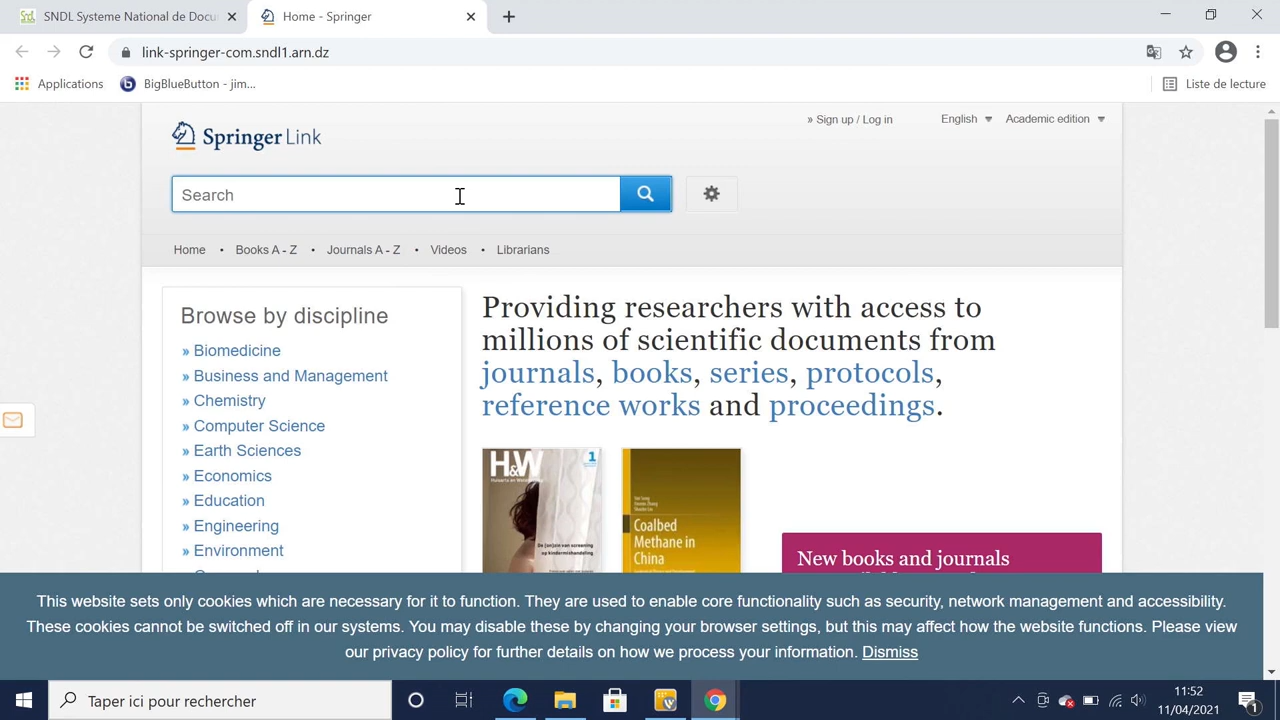 SNDL Systeme National de Docu
Home - Springer
link-springer-com.sndl1.arn.dz
Applications
BigBlueButton - jim...
Liste de lecture
Springer Link
» Sign up / Log in
English
Academic edition
Search
Home • Books A - Z • Journals A - Z • Videos • Librarians
Browse by discipline
» Biomedicine
» Business and Management
» Chemistry
» Computer Science
» Earth Sciences
» Economics
» Education
» Engineering
» Environment
Providing researchers with access to
millions of scientific documents from
journals, books, series, protocols,
reference works and proceedings.
H&W
1
De (on)zin van screening
op kindermishandeling
Coalbed
Methane in
China
New books and journals
This website sets only cookies which are necessary for it to function. They are used to enable core functionality such as security, network management and accessibility.
These cookies cannot be switched off in our systems. You may disable these by changing your browser settings, but this may affect how the website functions. Please view
our privacy policy for further details on how we process your information. Dismiss
Taper ici pour rechercher
11:52
11/04/2021
1